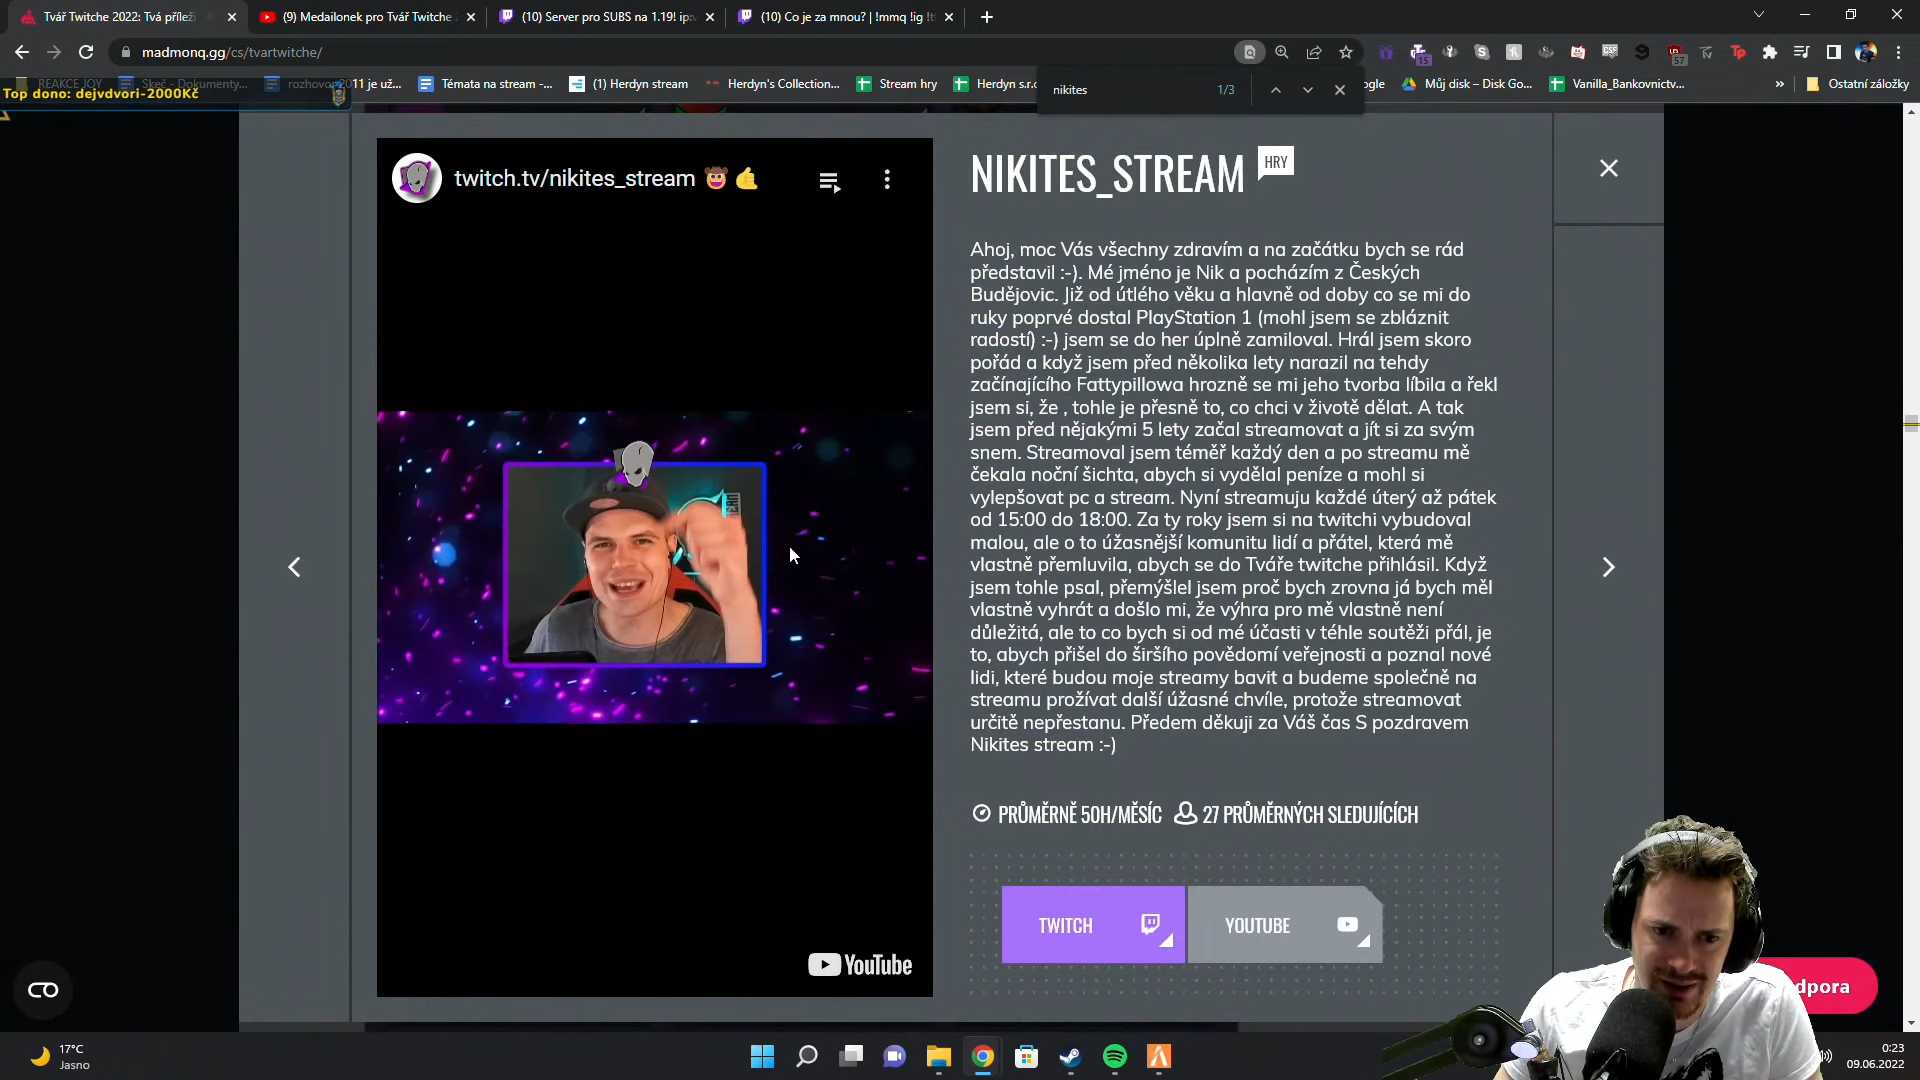 Tvář Twitche 2022: Tvá příleži
(9) Medailonek pro Tvář Twitche
(10) Server pro SUBS na 1.19! ip:v
(10) Co je za mnou? | !mmq !ig !t
madmonq.gg/cs/tvartwitche/
15
57
REAKCE JOY
Skeč - Dokumenty...
rozhovor 2011 je už...
Témata na stream -...
(1) Herdyn stream
Herdyn's Collection...
Stream hry
Herdyn s.r.o
Můj disk – Disk Go...
Vanilla_Bankovnictv...
»
Ostatní záložky
nikites
1/3
Top dono: dejvdvori-2000Kč
twitch.tv/nikites_stream 🤠 🤙
NIKITES_STREAM
HRY
Ahoj, moc Vás všechny zdravím a na začátku bych se rád
představil :-). Mé jméno je Nik a pocházím z Českých
Budějovic. Již od útlého věku a hlavně od doby co se mi do
ruky poprvé dostal PlayStation 1 (mohl jsem se zbláznit
radostí) :-) jsem se do her úplně zamiloval. Hrál jsem skoro
pořád a když jsem před několika lety narazil na tehdy
začínajícího Fattypillowa hrozně se mi jeho tvorba líbila a řekl
jsem si, že , tohle je přesně to, co chci v životě dělat. A tak
jsem před nějakými 5 lety začal streamovat a jít si za svým
snem. Streamoval jsem téměř každý den a po streamu mě
čekala noční šichta, abych si vydělal peníze a mohl si
vylepšovat pc a stream. Nyní streamuju každé úterý až pátek
od 15:00 do 18:00. Za ty roky jsem si na twitchi vybudoval
malou, ale o to úžasnější komunitu lidí a přátel, která mě
vlastně přemluvila, abych se do Tváře twitche přihlásil. Když
jsem tohle psal, přemýšlel jsem proč bych zrovna já bych měl
vlastně vyhrát a došlo mi, že výhra pro mě vlastně není
důležitá, ale to co bych si od mé účasti v téhle soutěži přál, je
to, abych přišel do širšího povědomí veřejnosti a poznal nové
lidi, které budou moje streamy bavit a budeme společně na
streamu prožívat další úžasné chvíle, protože streamovat
určitě nepřestanu. Předem děkuji za Váš čas S pozdravem
Nikites stream :-)
PRŮMĚRNĚ 50H/MĚSÍC
27 PRŮMĚRNÝCH SLEDUJÍCÍCH
TWITCH
YOUTUBE
YouTube
dpora
17°C
Jasno
0:23
09.06.2022